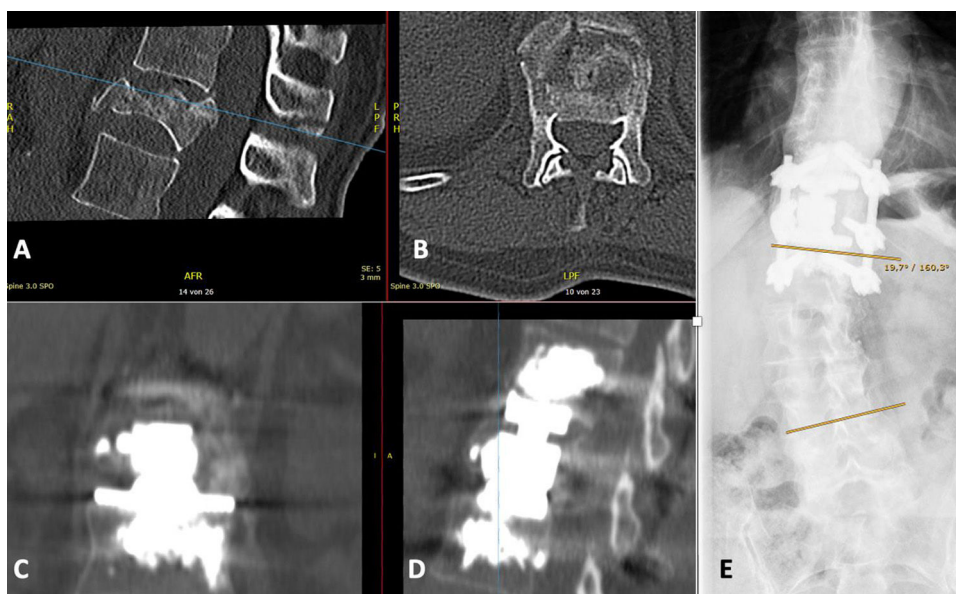 R
A
H
L
P
F
P
R
H
A
AFR
SE: 5
3 mm
Spine 3.0 SPO
14 von 26
B
LPF
Spine 3.0 SPO
10 von 23
19,7° / 160,3°
I A
C
D
E